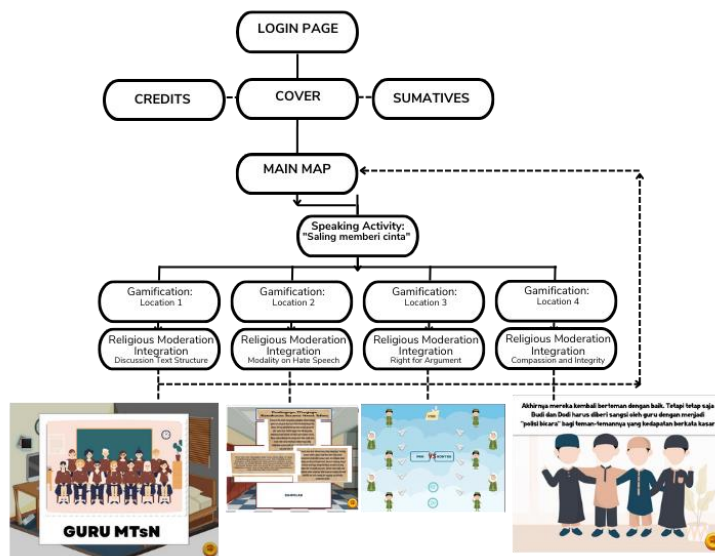 LOGIN PAGE
CREDITS
COVER
SUMATIVES
MAIN MAP
Speaking Activity:
"Saling memberi cinta"
Gamification:
Location 1
Gamification:
Location 2
Gamification:
Location 3
Gamification:
Location 4
Religious Moderation
Integration
Discussion Text Structure
Religious Moderation
Integration
Modality on Hate Speech
Religious Moderation
Integration
Right for Argument
Religious Moderation
Integration
Compassion and Integrity
GURU MTsN
VS
Akhirnya mereka kembali berteman dengan baik. Tetapi tetap saja
Budi dan Dodi harus diberi sangsi oleh guru dengan menjadi
"polisi bicara" bagi teman-temannya yang kedapatan berkata kasar